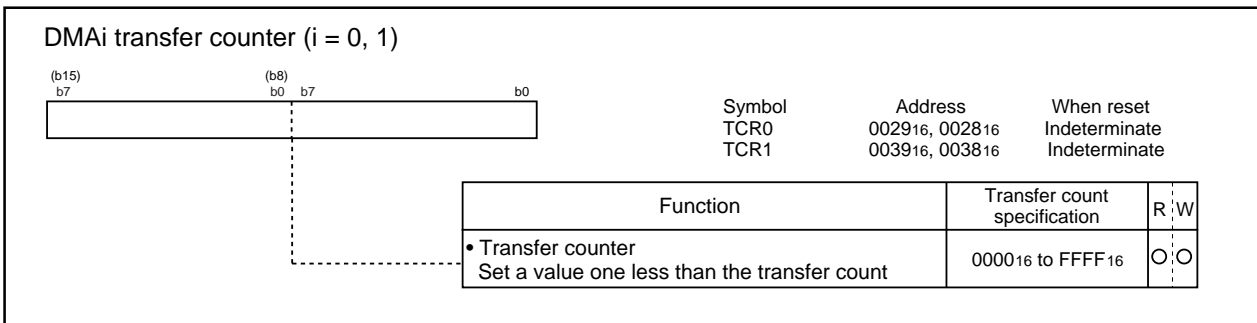 DMAi transfer counter (i = 0, 1)
(b15) (b8)
b7 b0 b7 b0
Symbol Address When reset
TCR0 002916, 002816 Indeterminate
TCR1 003916, 003816 Indeterminate
Function Transfer count specification R W
• Transfer counter
Set a value one less than the transfer count
000016 to FFFF16 O O